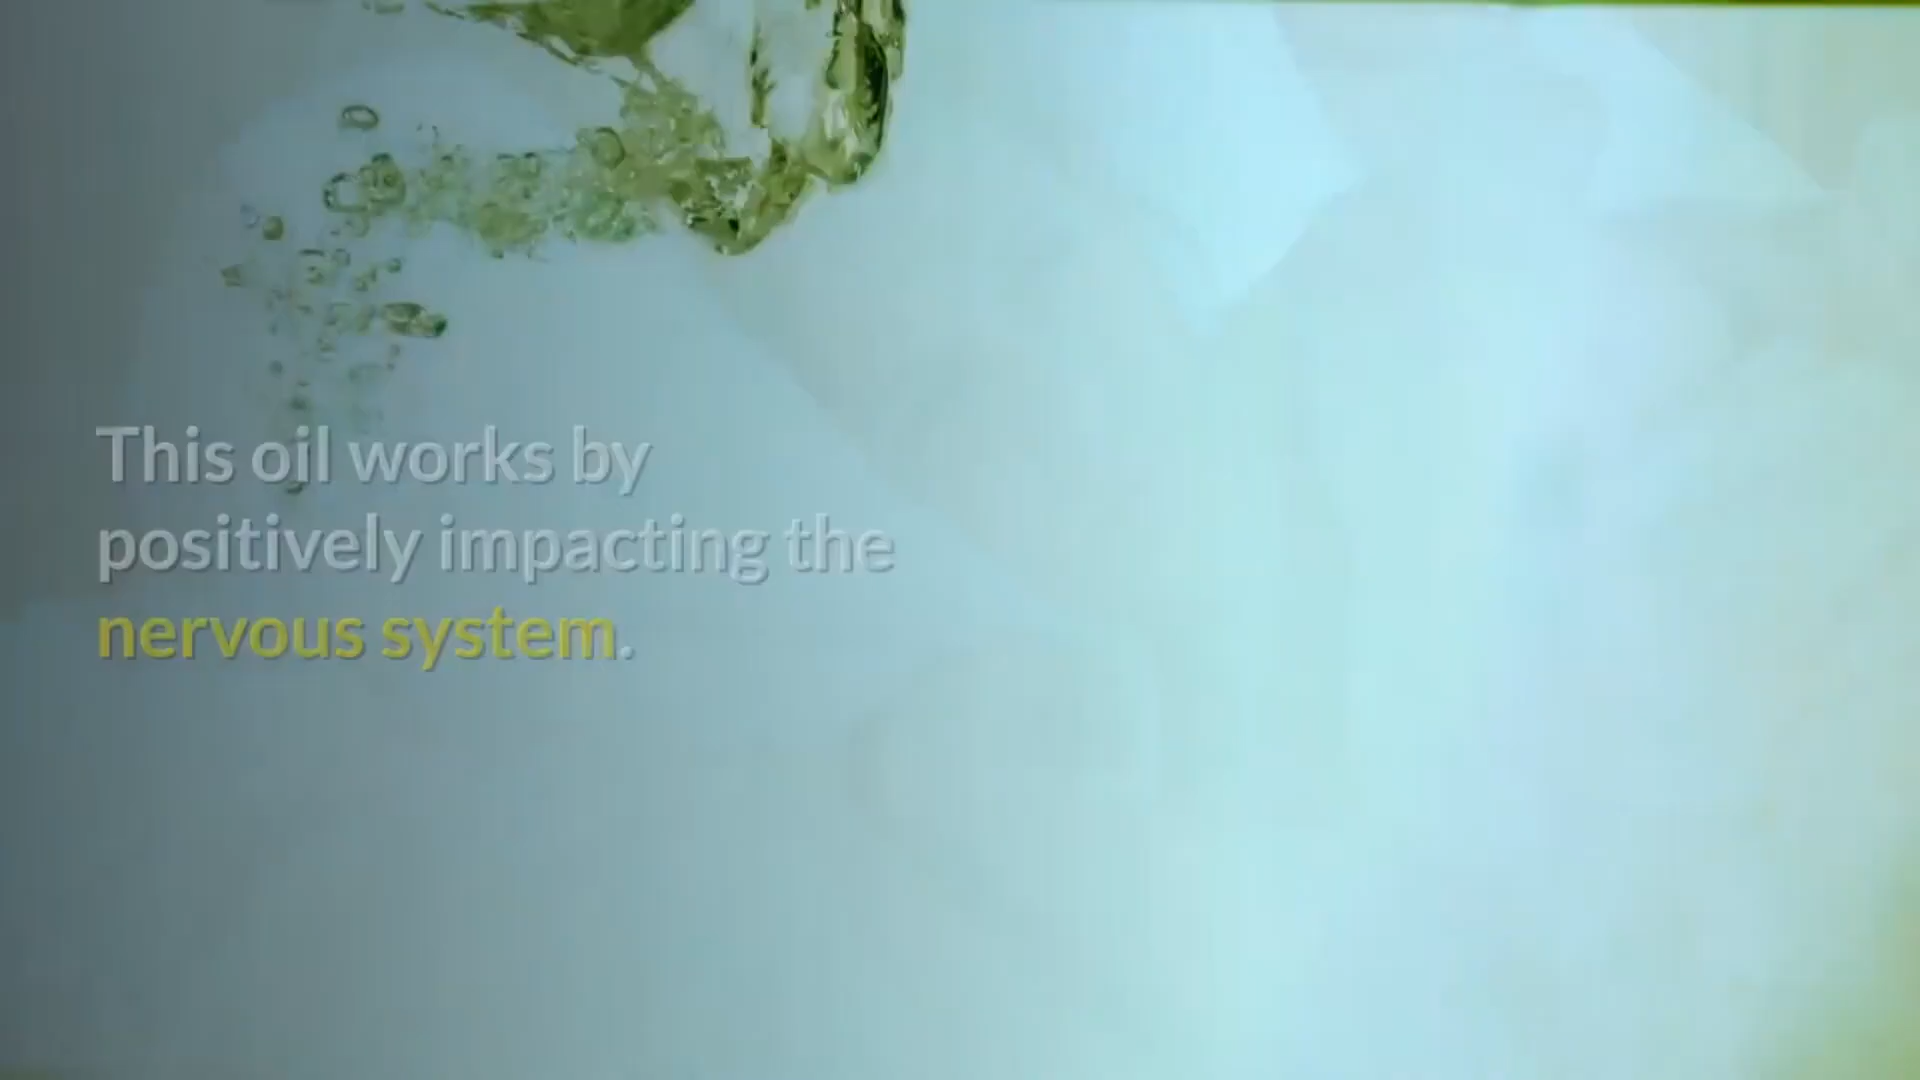 This oil works by
positively impacting the
nervous system.